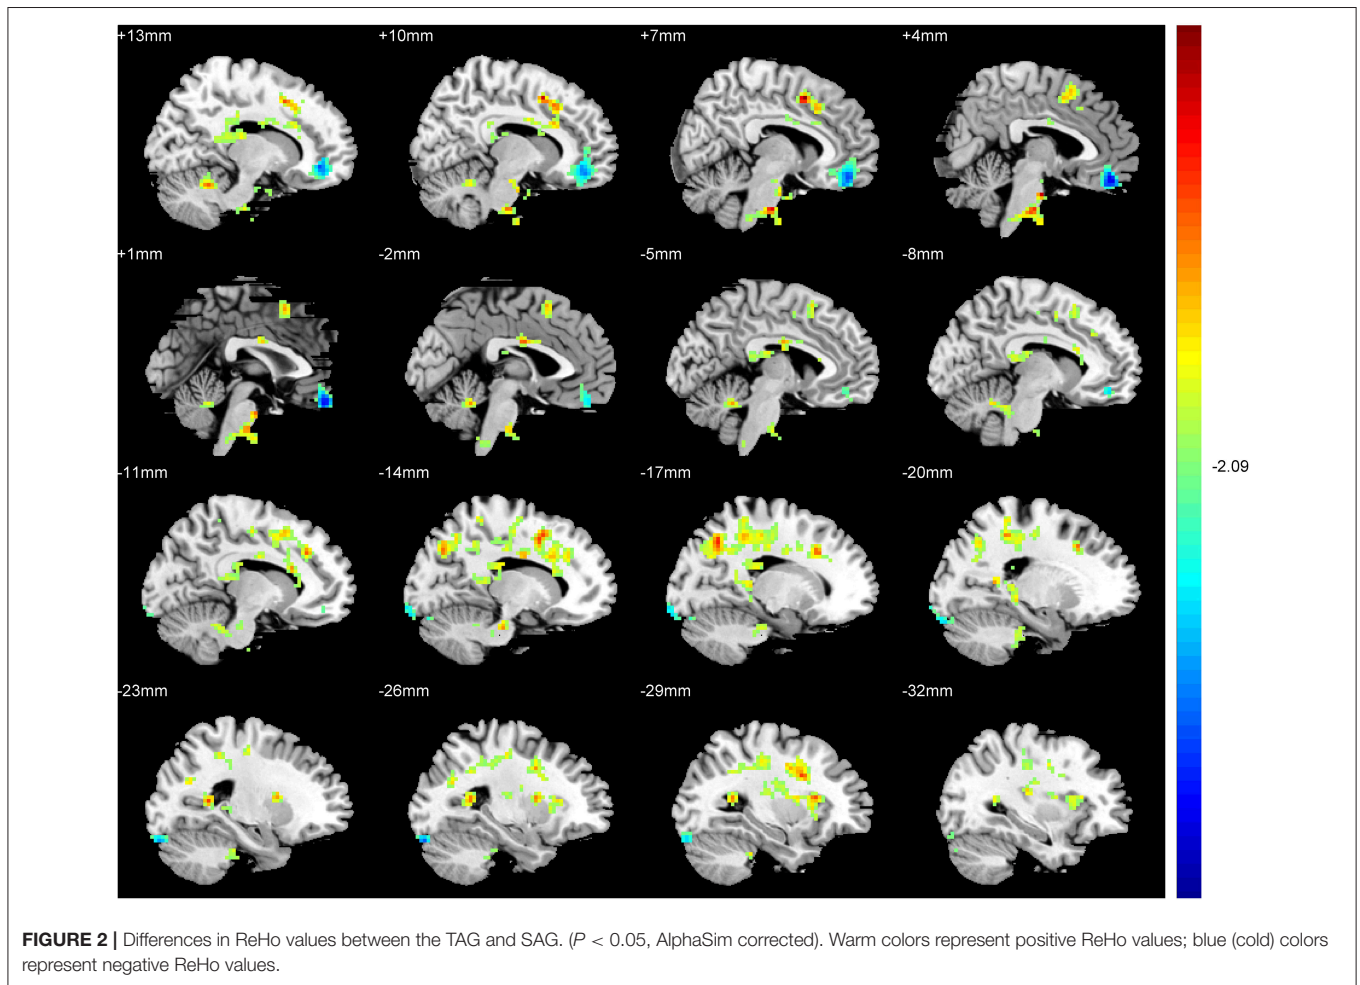 +13mm +10mm +7mm +4mm
+1mm -2mm -5mm -8mm
-2.09
-11mm -14mm -17mm -20mm
-23mm -26mm -29mm -32mm
FIGURE 2 | Differences in ReHo values between the TAG and SAG. (P < 0.05, AlphaSim corrected). Warm colors represent positive ReHo values; blue (cold) colors
represent negative ReHo values.